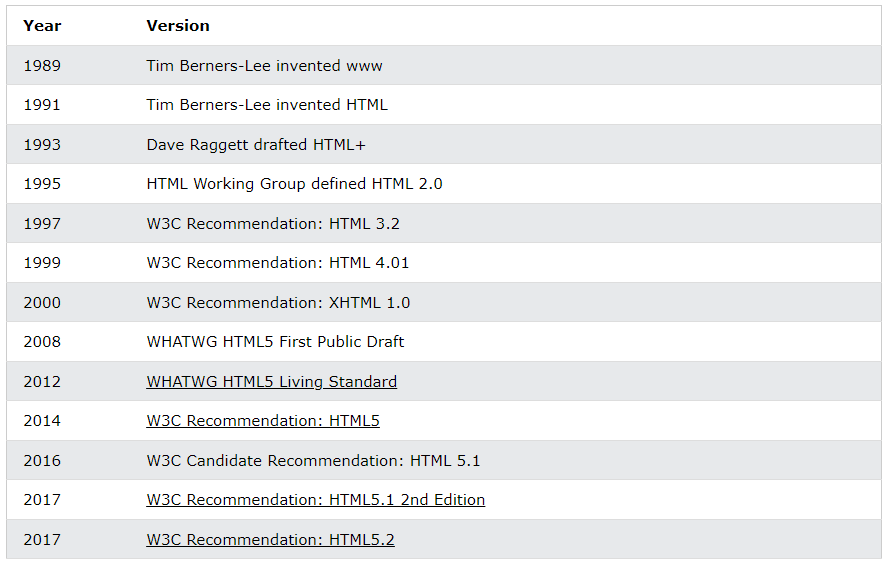 Year Version
1989 Tim Berners-Lee invented www
1991 Tim Berners-Lee invented HTML
1993 Dave Raggett drafted HTML+
1995 HTML Working Group defined HTML 2.0
1997 W3C Recommendation: HTML 3.2
1999 W3C Recommendation: HTML 4.01
2000 W3C Recommendation: XHTML 1.0
2008 WHATWG HTML5 First Public Draft
2012 WHATWG HTML5 Living Standard
2014 W3C Recommendation: HTML5
2016 W3C Candidate Recommendation: HTML 5.1
2017 W3C Recommendation: HTML5.1 2nd Edition
2017 W3C Recommendation: HTML5.2